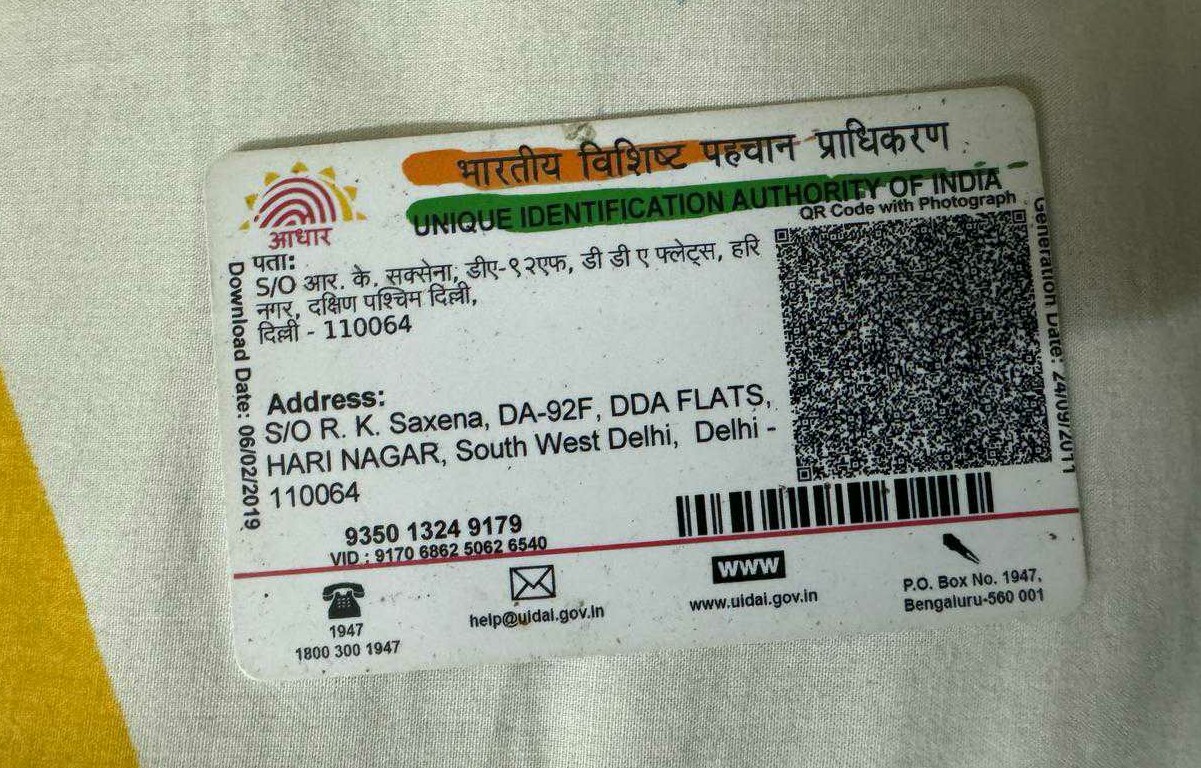 भारतीय विशिष्ट पहचान प्राधिकरण
UNIQUE IDENTIFICATION AUTHORITY OF INDIA
QR Code with Photograph
आधार
पता:
S/O आर. के. सक्सेना, डीए-९२एफ, डी डी ए फ्लेट्स, हरि
नगर, दक्षिण पश्चिम दिल्ली,
दिल्ली - 110064
Address:
S/O R. K. Saxena, DA-92F, DDA FLATS,
HARI NAGAR, South West Delhi, Delhi -
110064
Download Date: 06/02/2019
Generation Date: 24/09/2011
9350 1324 9179
VID : 9170 6862 5062 6540
1947
1800 300 1947
help@uidai.gov.in
WWW
www.uidai.gov.in
P.O. Box No. 1947,
Bengaluru-560 001